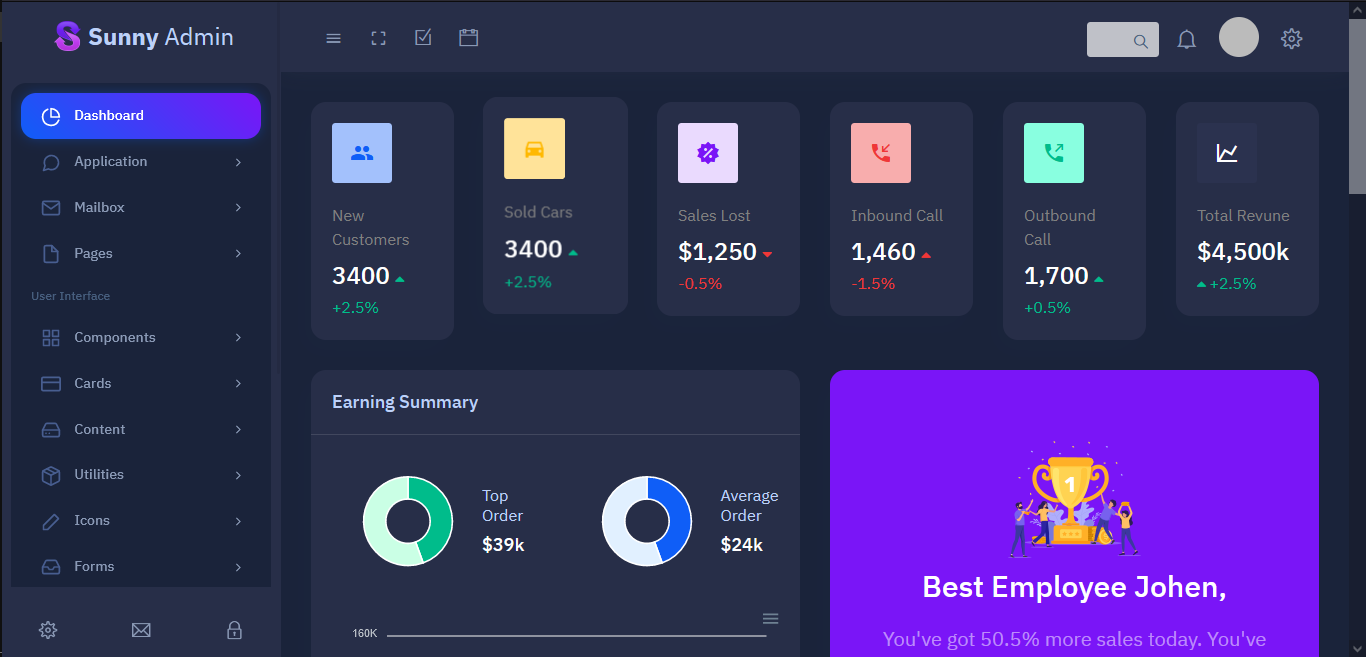 Sunny Admin
Dashboard
Application
Mailbox
Pages
User Interface
Components
Cards
Content
Utilities
Icons
Forms
New
Customers
3400
+2.5%
Sold Cars
3400
+2.5%
Sales Lost
$1,250
-0.5%
Inbound Call
1,460
-1.5%
Outbound
Call
1,700
+0.5%
Total Revune
$4,500k
+2.5%
Earning Summary
Top
Order
$39k
Average
Order
$24k
160K
1
Best Employee Johen,
You've got 50.5% more sales today. You've